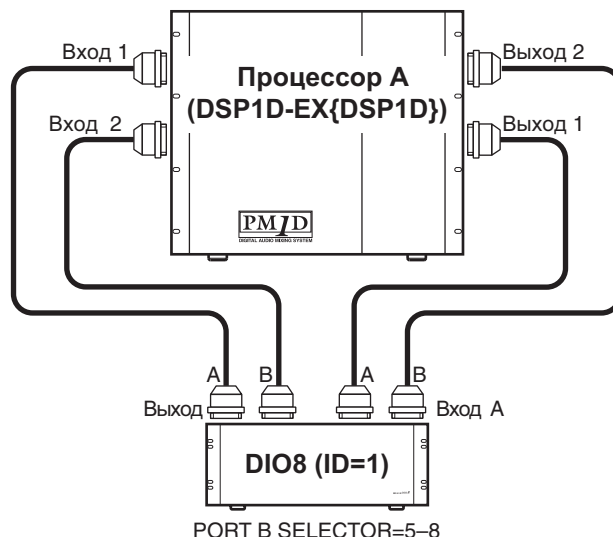 Вход 1
Выход 2
Процессор А
(DSP1D-EX{DSP1D})
Вход 2
Выход 1
PM1D
DIGITAL AUDIO MIXING SYSTEM
A
B
A
B
Выход
Вход A
DIO8 (ID=1)
PORT B SELECTOR=5–8